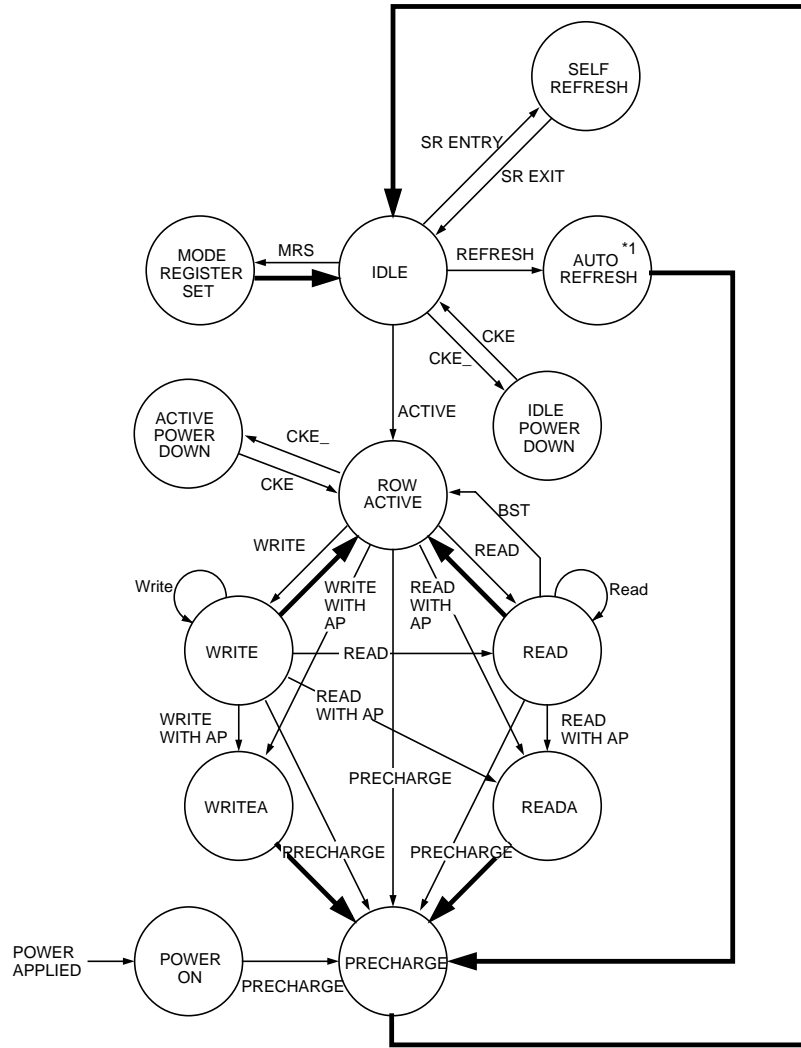 SELF
REFRESH
SR ENTRY
SR EXIT
MODE
REGISTER
SET
MRS
IDLE
REFRESH
*1
AUTO
REFRESH
CKE
CKE_
ACTIVE
IDLE
POWER
DOWN
ACTIVE
POWER
DOWN
CKE_
CKE
ROW
ACTIVE
BST
WRITE
READ
Write
WRITE
WITH
AP
READ
WITH
AP
Read
WRITE
READ
READ
WRITE
WITH AP
READ
WITH AP
READ
WITH AP
PRECHARGE
WRITEA
READA
PRECHARGE
PRECHARGE
POWER
APPLIED
POWER
ON
PRECHARGE
PRECHARGE